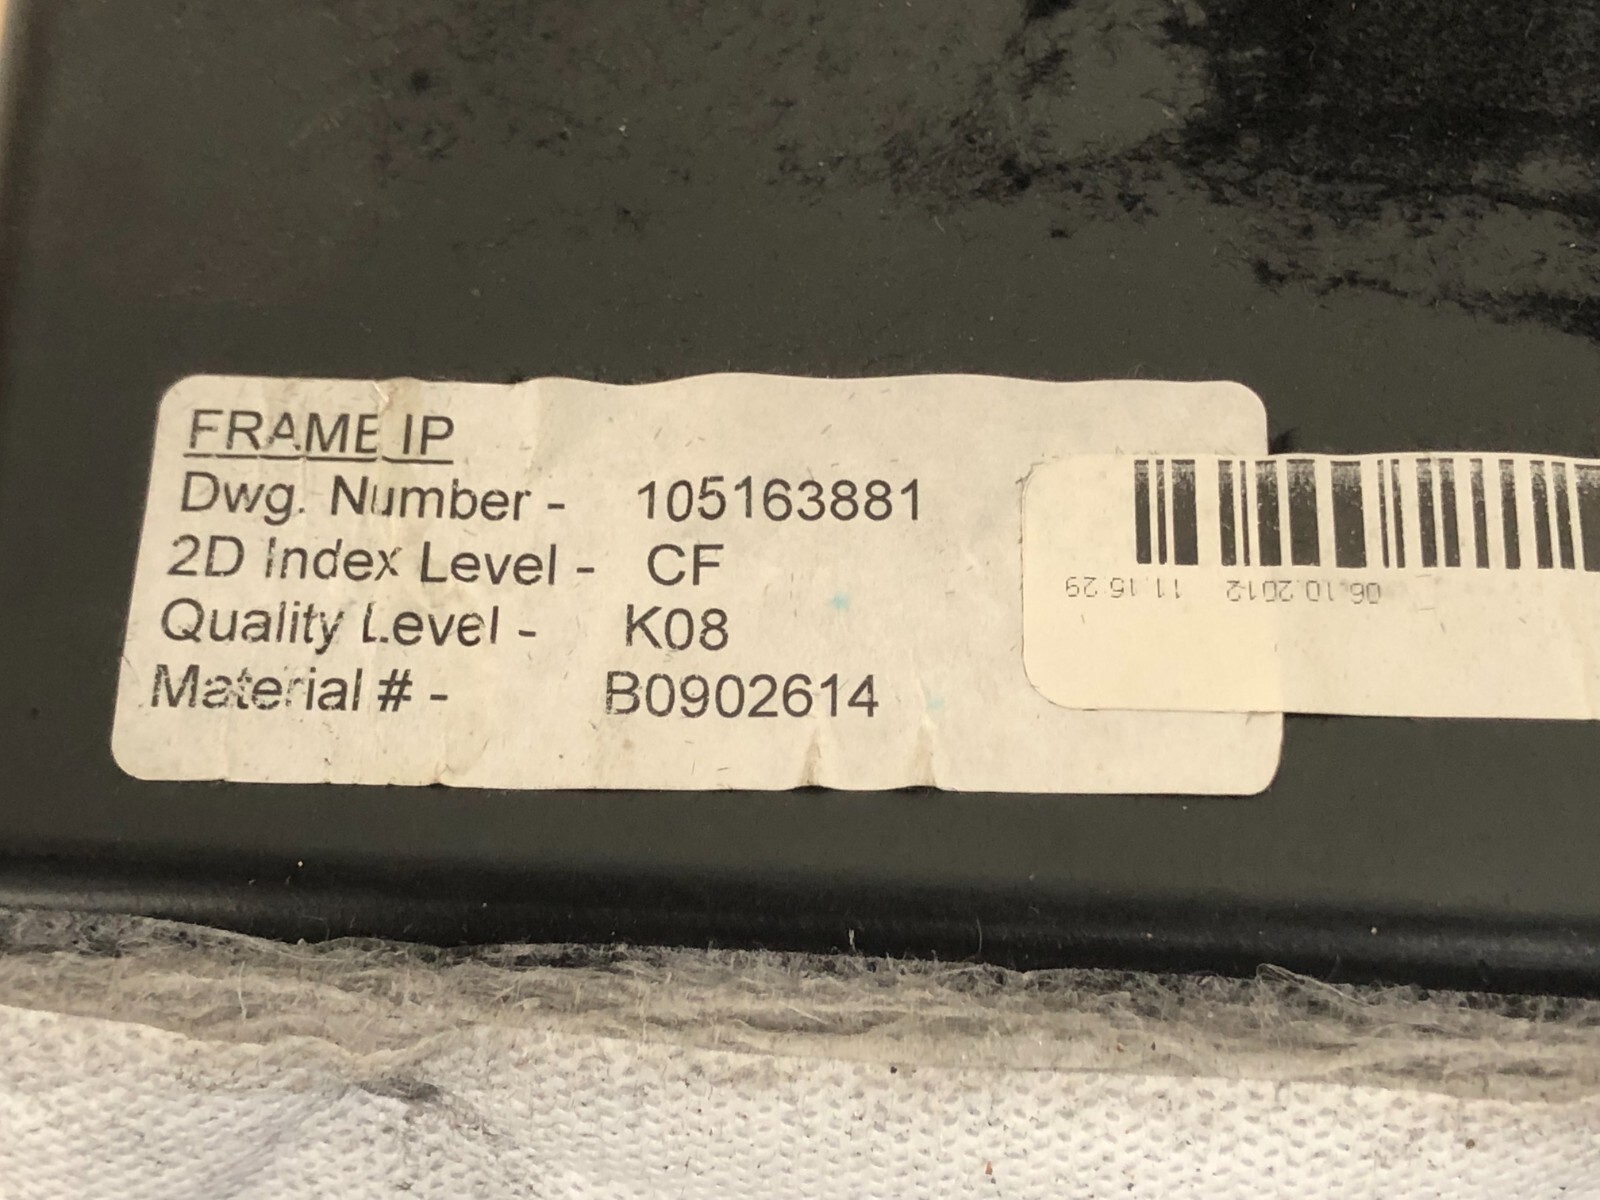 FRAME IP
Dwg. Number - 105163881
2D Index Level - CF
Quality Level - K08
Material # - B0902614
06.10.2012 11:15:29